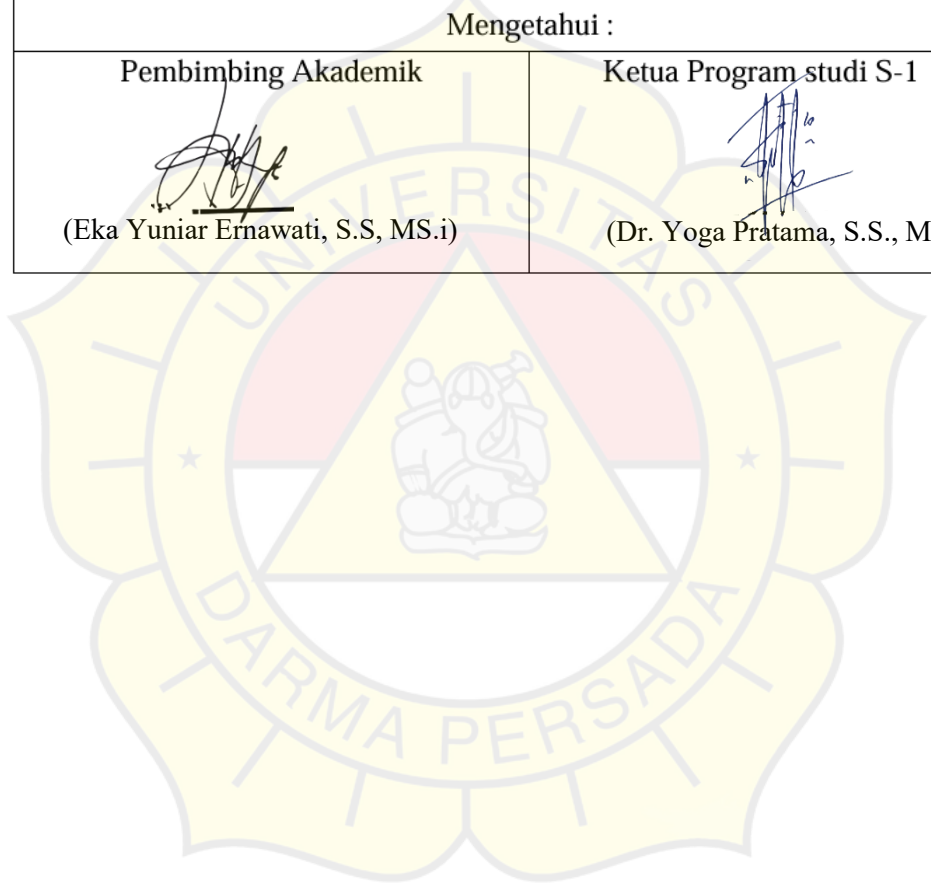 Mengetahui :
Pembimbing Akademik
Ketua Program studi S-1
(Eka Yuniar Ernawati, S.S, MS.i)
(Dr. Yoga Pratama, S.S., M
UNIVERSITAS
DARMA PERSADA